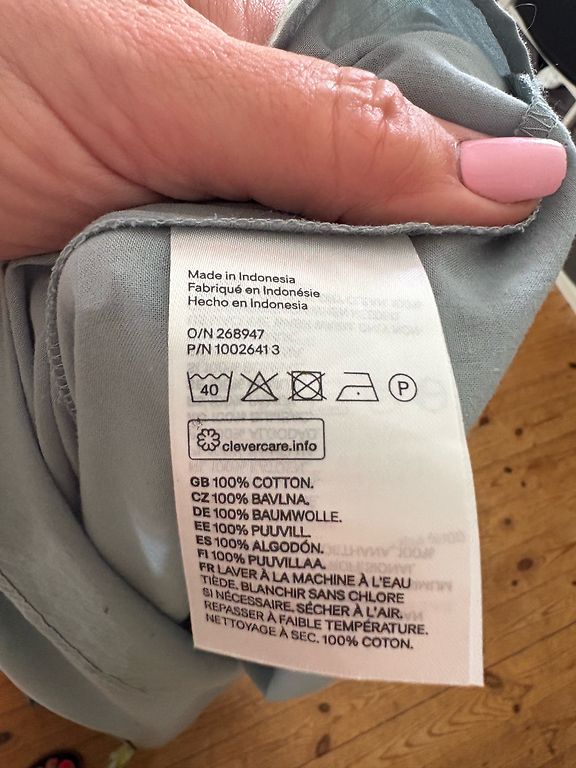 Made in Indonesia
Fabriqué en Indonésie
Hecho en Indonesia
O/N 268947
P/N 1002641 3
40 P
clevercare.info
GB 100% COTTON.
CZ 100% BAVLNA.
DE 100% BAUMWOLLE.
EE 100% PUUVILL.
ES 100% ALGODÓN.
FI 100% PUUVILLAA.
FR LAVER À LA MACHINE À L'EAU
TIÈDE, BLANCHIR SANS CHLORE
SI NÉCESSAIRE, SÉCHER À L'AIR.
REPASSER À FAIBLE TEMPÉRATURE.
NETTOYAGE À SEC. 100% COTON.